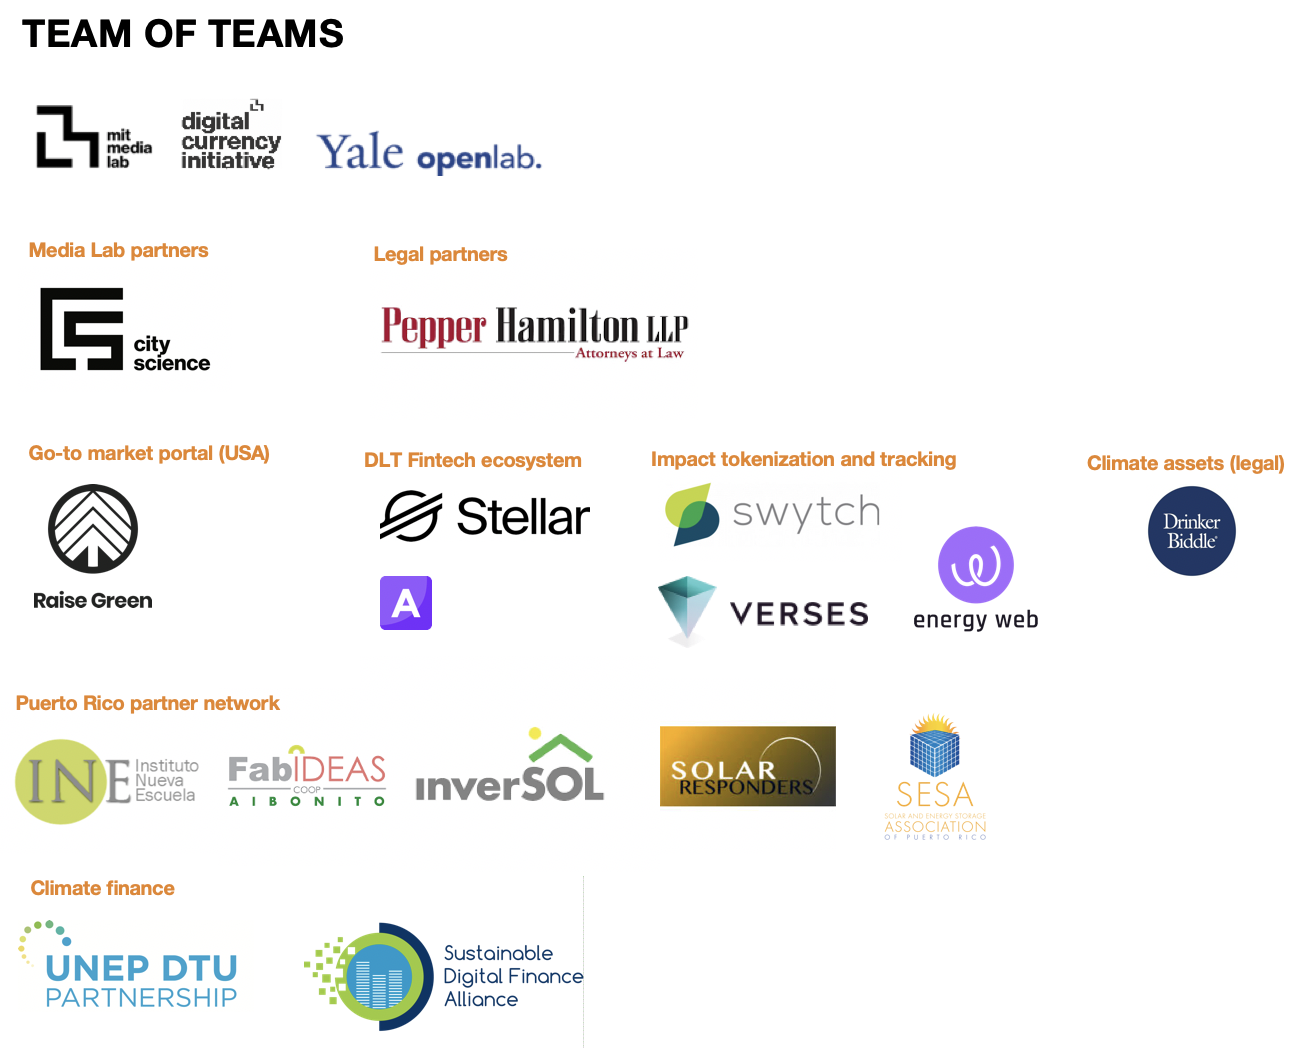 TEAM OF TEAMS
mit
media
lab
digital
currency
initiative
Yale openlab.
Media Lab partners
Legal partners
city
science
Pepper Hamilton LLP
Attorneys at Law
Go-to market portal (USA)
DLT Fintech ecosystem
Impact tokenization and tracking
Climate assets (legal)
Raise Green
Stellar
A
swytch
VERSES
energy web
Drinker
Biddle
Puerto Rico partner network
INE Instituto
Nueva
Escuela
FabIDEAS
COOP
AIBONITO
inverSOL
SOLAR
RESPONDERS
SESA
SOLAR AND ENERGY STORAGE
ASSOCIATION
OF PUERTO RICO
Climate finance
UNEP DTU
PARTNERSHIP
Sustainable
Digital Finance
Alliance